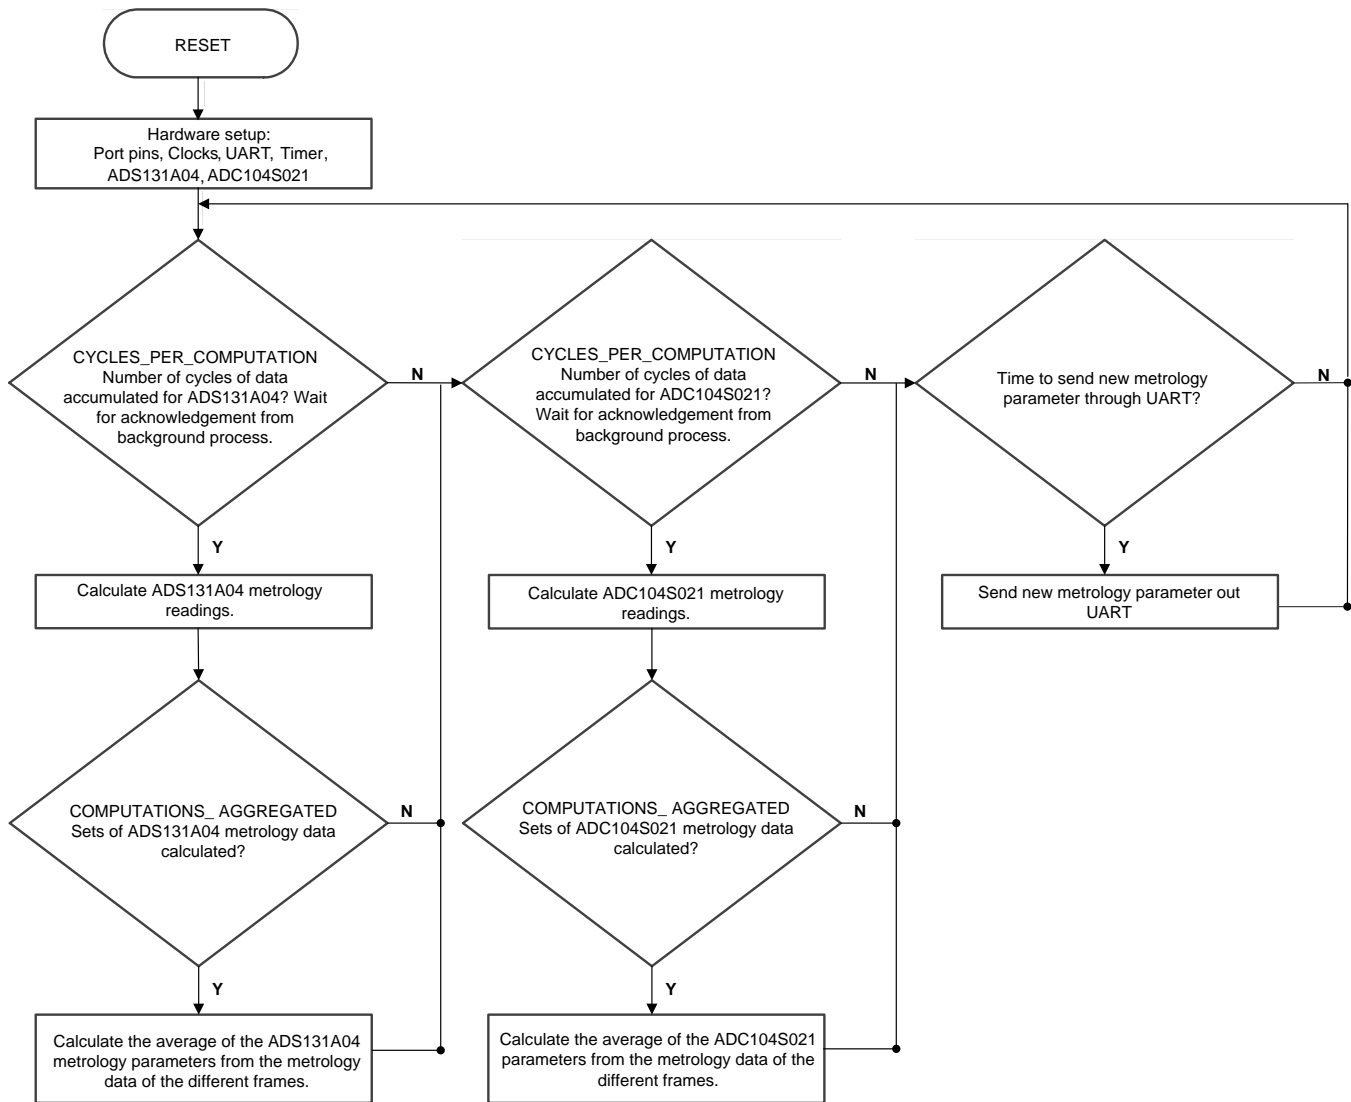 RESET
Hardware setup:
Port pins, Clocks, UART, Timer,
ADS131A04, ADC104S021
CYCLES_PER_COMPUTATION
Number of cycles of data
accumulated for ADS131A04? Wait
for acknowledgement from
background process.
N
CYCLES_PER_COMPUTATION
Number of cycles of data
accumulated for ADC104S021?
Wait for acknowledgement from
background process.
N
Time to send new metrology
parameter through UART?
N
Y
Y
Y
Calculate ADS131A04 metrology
readings.
Calculate ADC104S021 metrology
readings.
Send new metrology parameter out
UART
COMPUTATIONS_ AGGREGATED
Sets of ADS131A04 metrology data
calculated?
N
COMPUTATIONS_ AGGREGATED
Sets of ADC104S021 metrology data
calculated?
N
Y
Y
Calculate the average of the ADS131A04
metrology parameters from the metrology
data of the different frames.
Calculate the average of the ADC104S021
parameters from the metrology data of the
different frames.